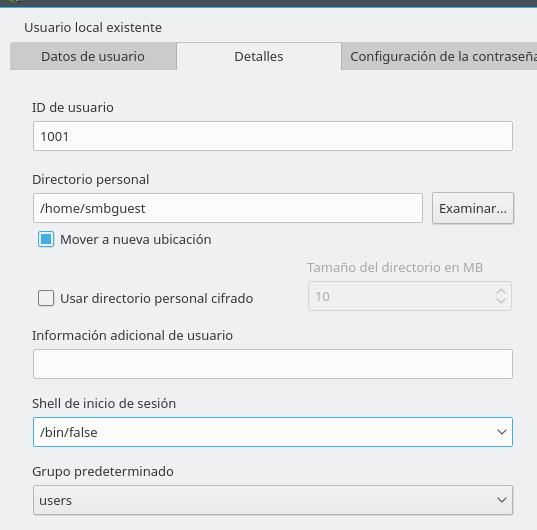 Usuario local existente
Datos de usuario
Detalles
Configuración de la contraseña
ID de usuario
1001
Directorio personal
/home/smbguest
Examinar...
Mover a nueva ubicación
Tamaño del directorio en MB
Usar directorio personal cifrado
10
Información adicional de usuario
Shell de inicio de sesión
/bin/false
Grupo predeterminado
users